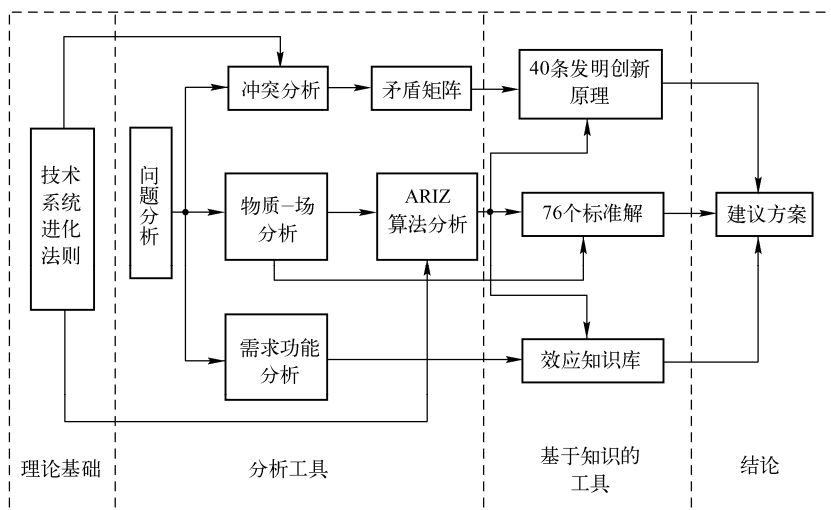 技术
系统
进化
法则
问
题
分
析
冲突分析
矛盾矩阵
40条发明创新
原理
物质—场
分析
ARIZ
算法分析
76个标准解
建议方案
需求功能
分析
效应知识库
理论基础
分析工具
基于知识的
工具
结论